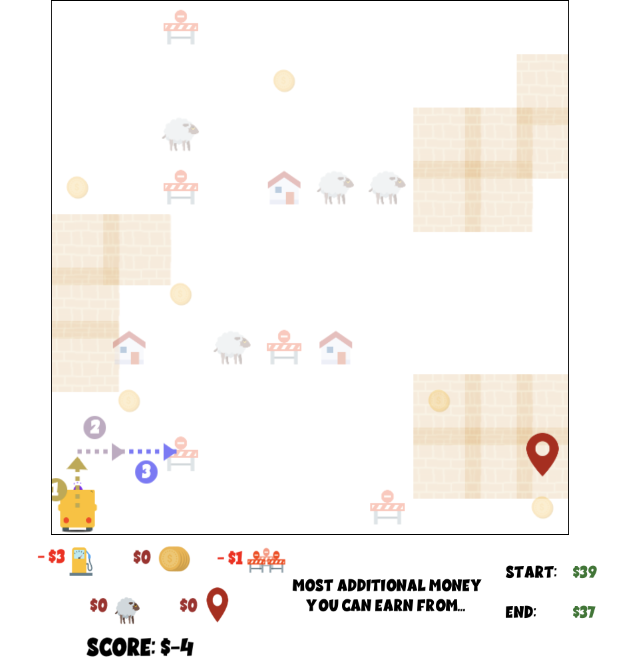 2
3
1
- $3
$0
- $1
$0
$0
SCORE: $-4
MOST ADDITIONAL MONEY
YOU CAN EARN FROM...
START: $39
END: $37